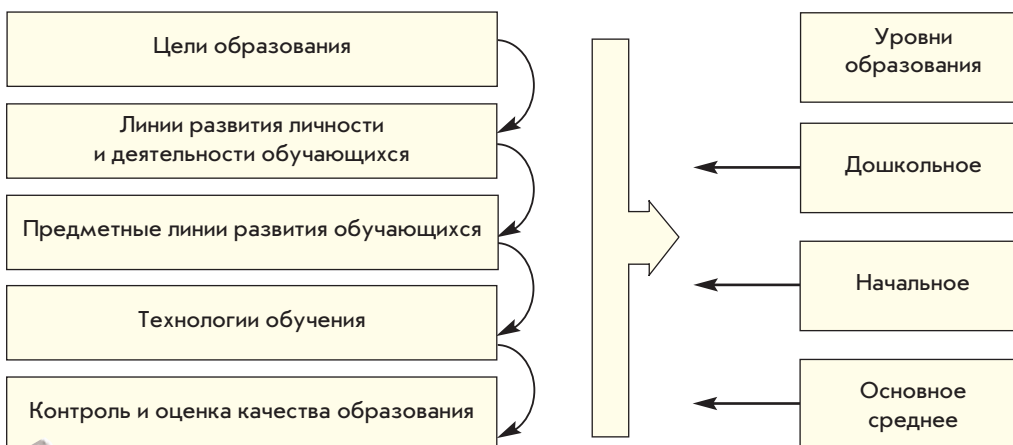 Цели образования
Линии развития личности
и деятельности обучающихся
Предметные линии развития обучающихся
Технологии обучения
Контроль и оценка качества образования
Уровни
образования
Дошкольное
Начальное
Основное
среднее